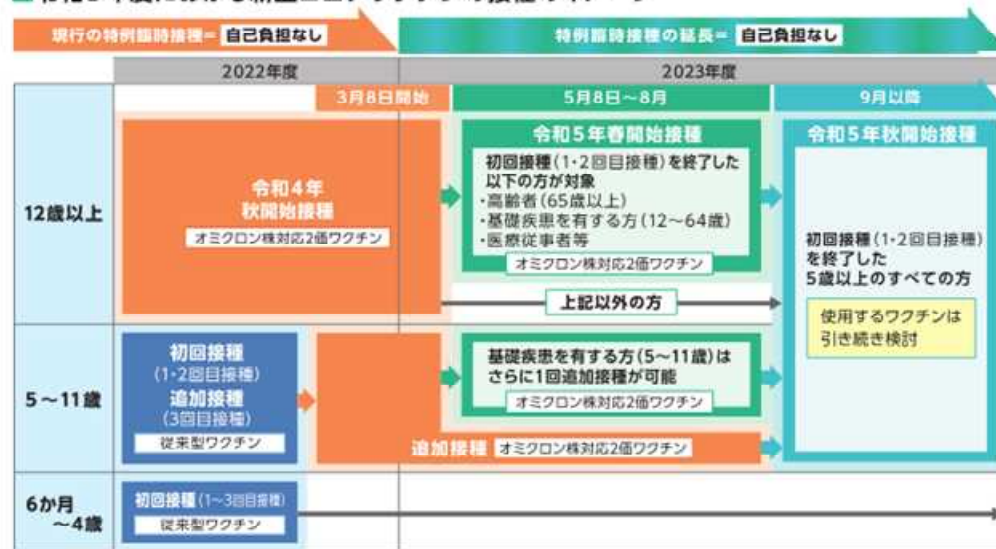 現行の特例臨時接種= 自己負担なし
特例臨時接種の延長= 自己負担なし
2022年度
2023年度
3月8日開始
5月8日~8月
9月以降
12歳以上
令和4年
秋開始接種
オミクロン株対応2価ワクチン
令和5年春開始接種
初回接種(1・2回目接種)を終了した
以下の方が対象
・高齢者(65歳以上)
・基礎疾患を有する方(12~64歳)
・医療従事者等
オミクロン株対応2価ワクチン
上記以外の方
令和5年秋開始接種
初回接種(1・2回目接種)
を終了した
5歳以上のすべての方
使用するワクチンは
引き続き検討
5~11歳
初回接種
(1・2回目接種)
追加接種
(3回目接種)
従来型ワクチン
基礎疾患を有する方(5~11歳)は
さらに1回追加接種が可能
オミクロン株対応2価ワクチン
追加接種 オミクロン株対応2価ワクチン
6か月
~4歳
初回接種(1~3回目接種)
従来型ワクチン